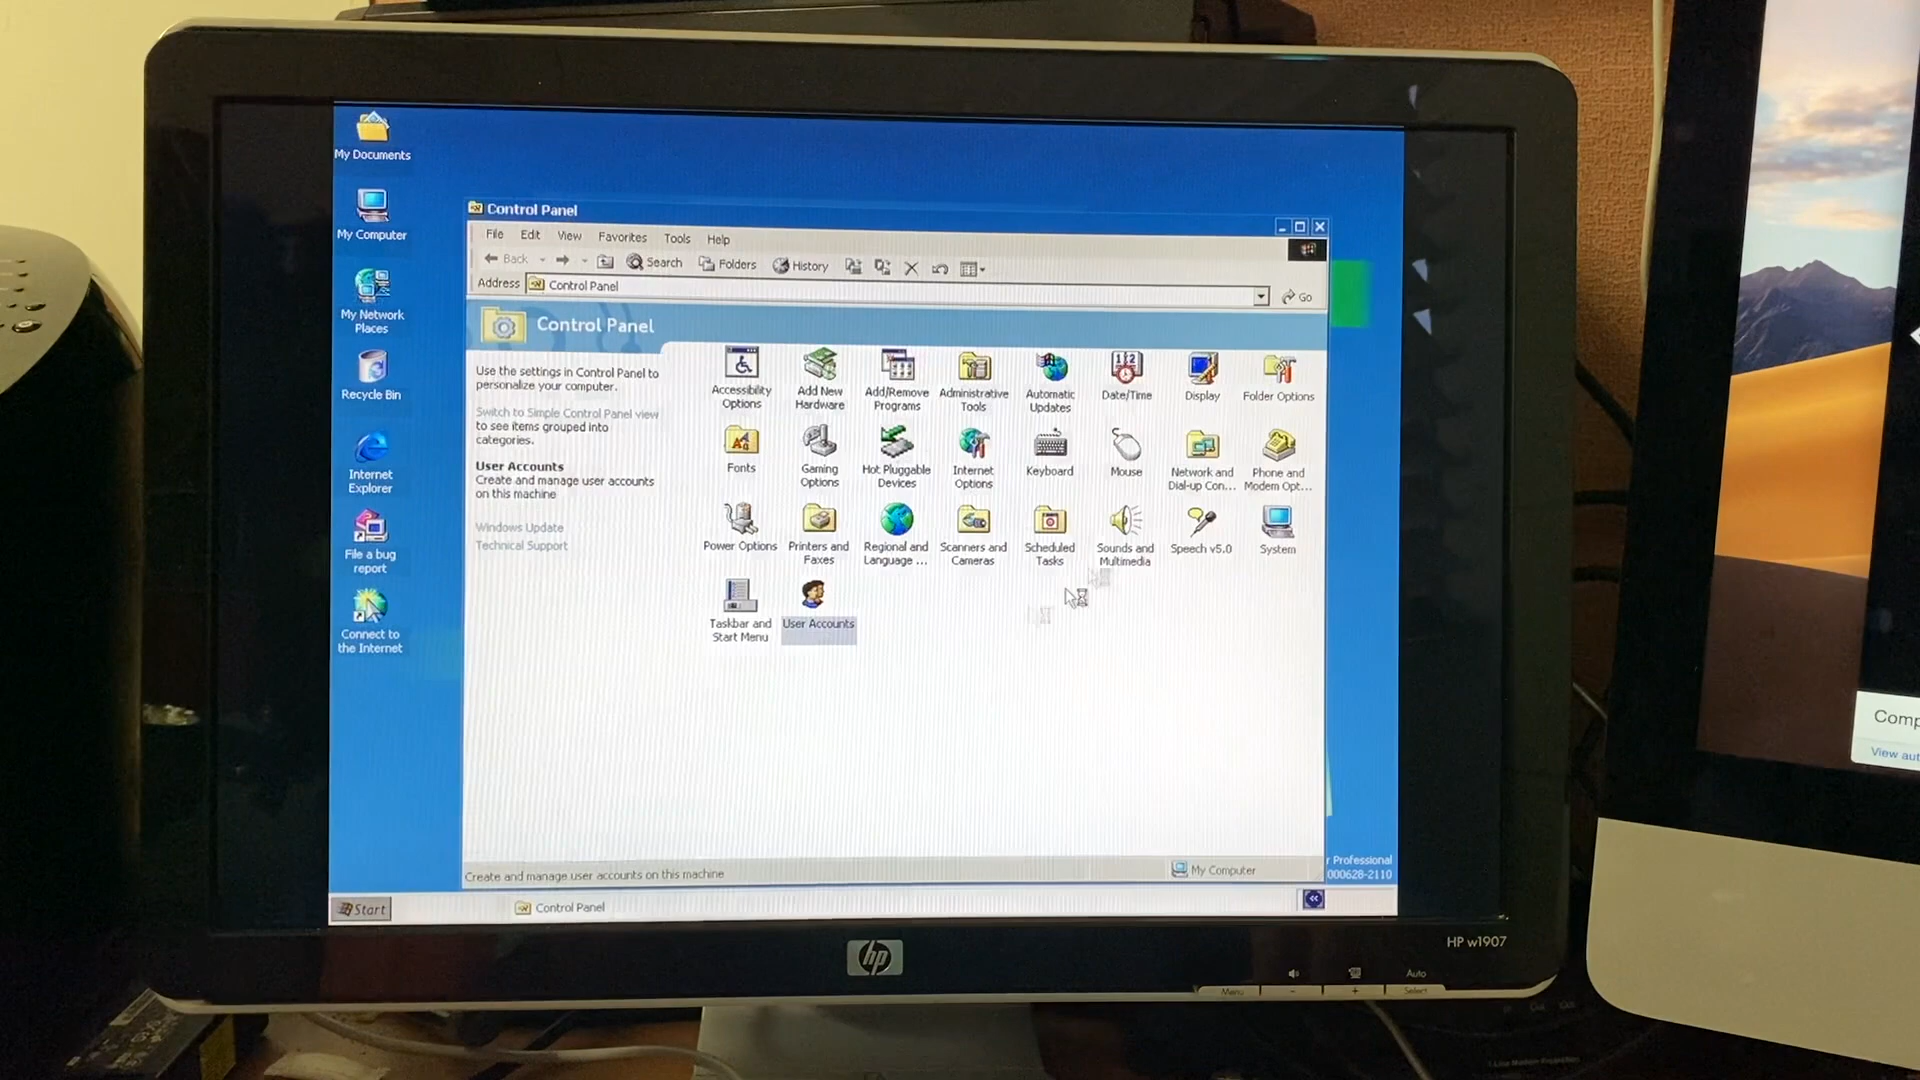 My Documents
My Computer
My Network
Places
Recycle Bin
Internet
Explorer
File a bug
report
Connect to
the Internet
Control Panel
File Edit View Favorites Tools Help
Back Search Folders History
Address Control Panel Go
Control Panel
Use the settings in Control Panel to
personalize your computer.
Switch to Simple Control Panel view
to see items grouped into
categories.
User Accounts
Create and manage user accounts
on this machine
Windows Update
Technical Support
Accessibility
Options
Add New
Hardware
Add/Remove
Programs
Administrative
Tools
Automatic
Updates
Date/Time
Display
Folder Options
Fonts
Gaming
Options
Hot Pluggable
Devices
Internet
Options
Keyboard
Mouse
Network and
Dial-up Con...
Phone and
Modem Opt...
Power Options
Printers and
Faxes
Regional and
Language ...
Scanners and
Cameras
Scheduled
Tasks
Sounds and
Multimedia
Speech v5.0
System
Taskbar and
Start Menu
User Accounts
Create and manage user accounts on this machine
My Computer
r Professional
000628-2110
Start
Control Panel
hp
HP w1907
Auto
Menu - + Select
Comp
View aut